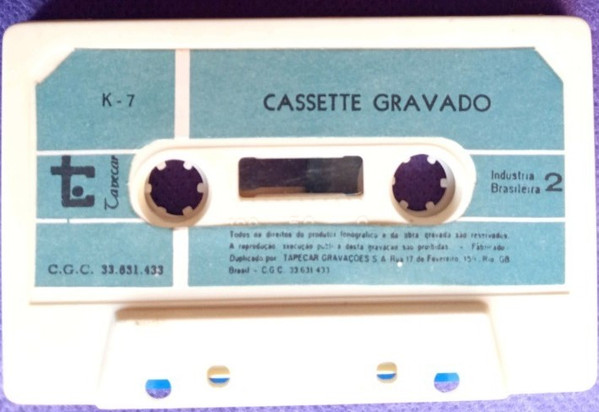 K-7
CASSETTE GRAVADO
Tapecar
Industria
Brasileira 2
C.G.C. 33.631.433
Todos os direitos do produtor fonográfico e da obra gravada são reservados.
A reprodução, execução pública desta gravação são proibidas. - Fabricado
Duplicado por TAPECAR GRAVAÇÕES S.A. Rua 17 de Fevereiro, Rio, GB
Brasil - C.G.C. 33 631 433